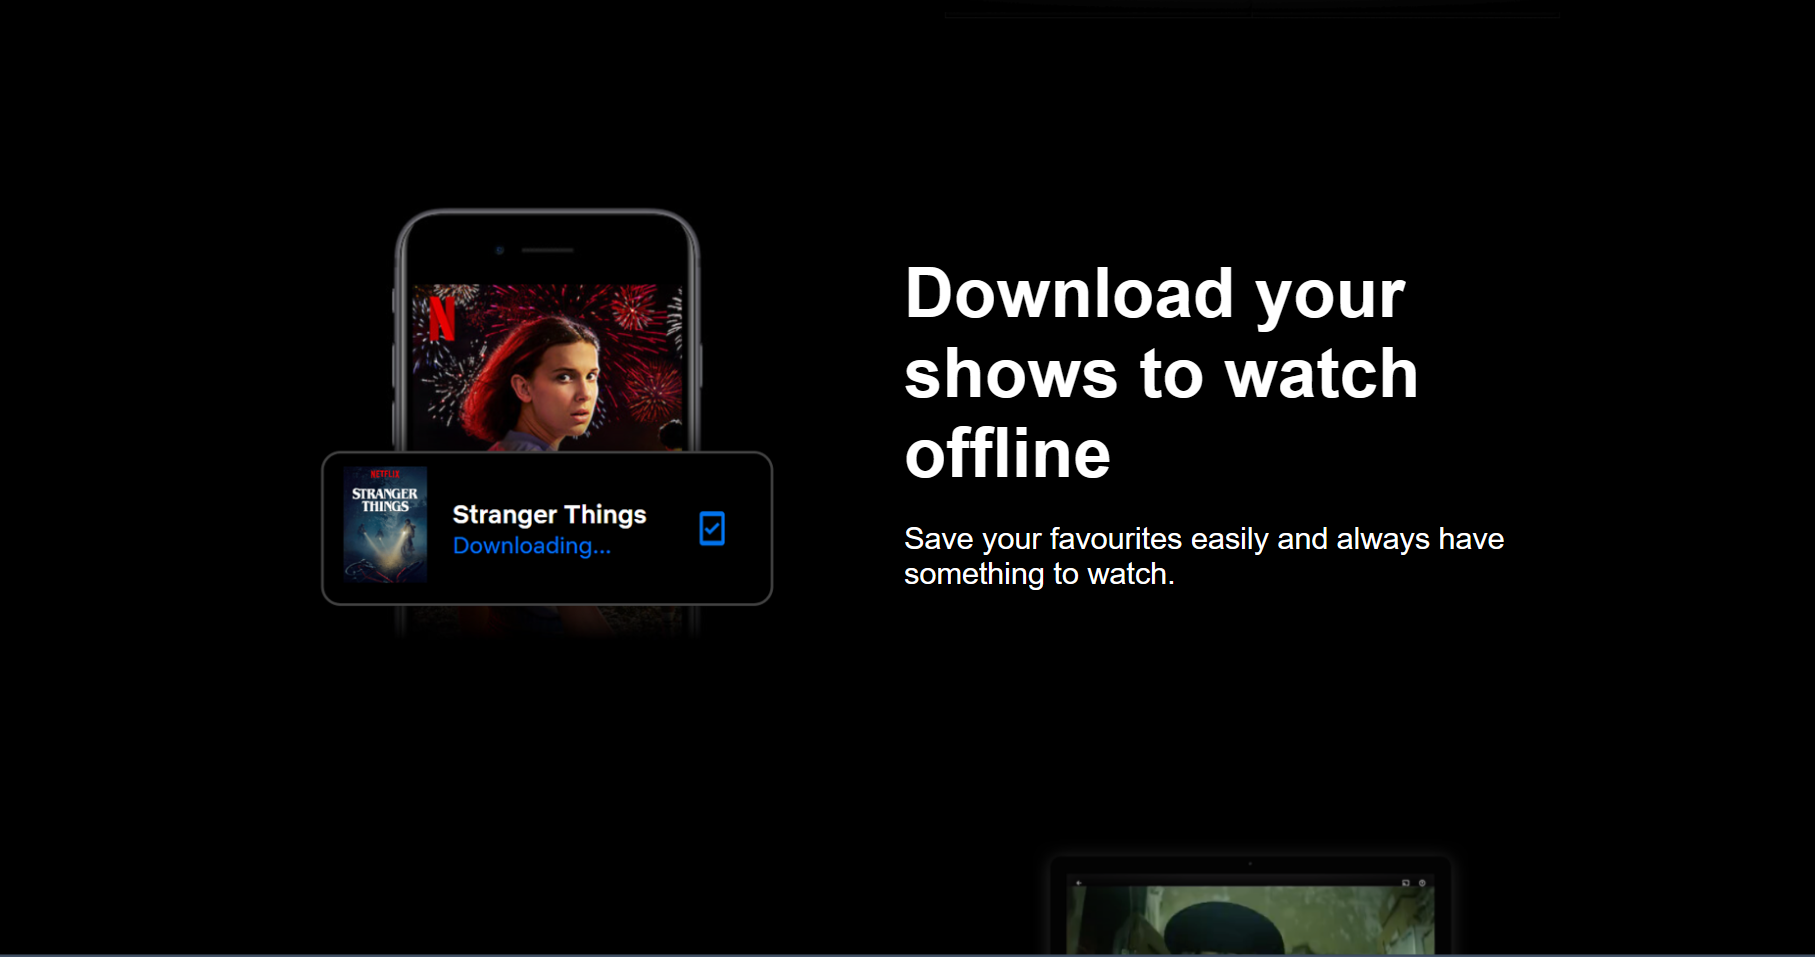 N
NETFLIX
STRANGER
THINGS
Stranger Things
Downloading...
Download your
shows to watch
offline
Save your favourites easily and always have
something to watch.